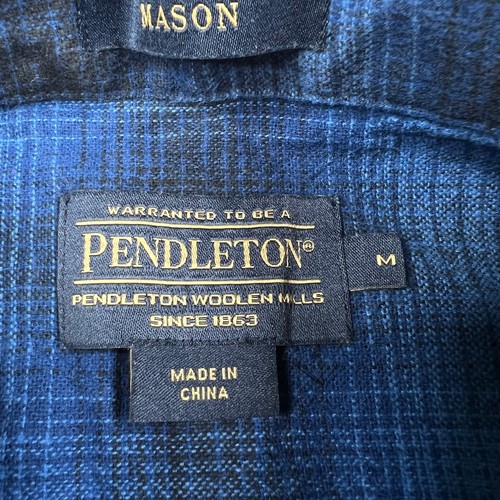 MASON
WARRANTED TO BE A
PENDLETON®
M
PENDLETON WOOLEN MILLS
SINCE 1863
MADE IN
CHINA